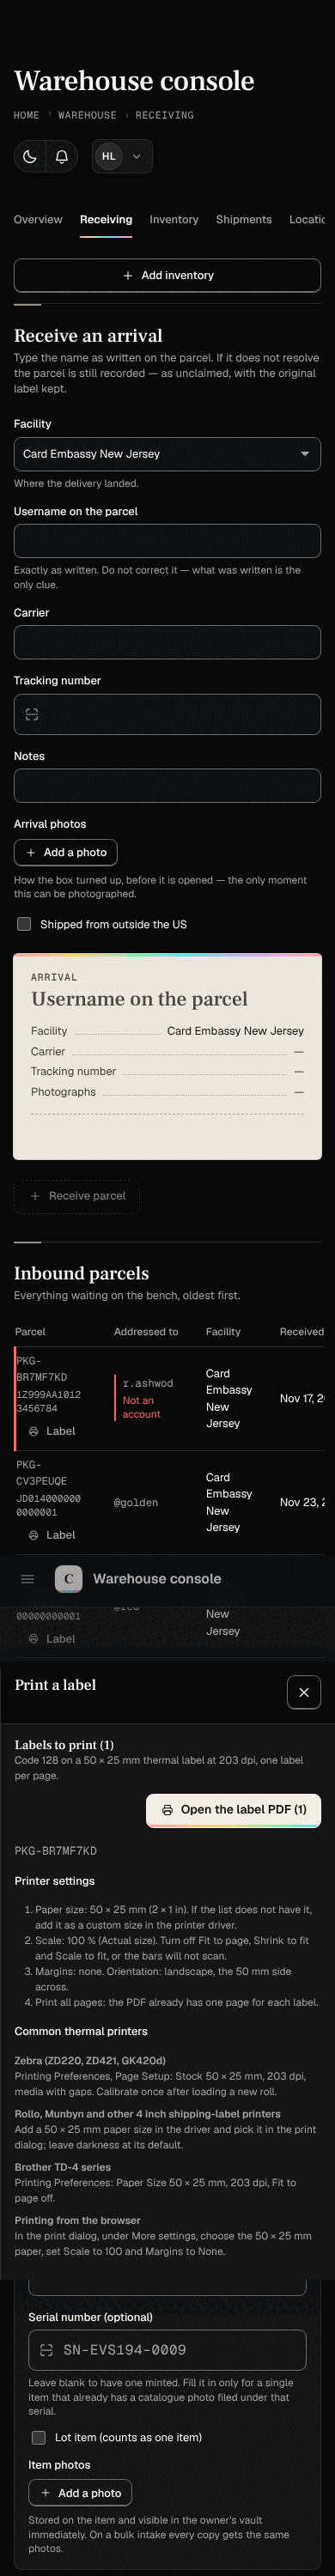 Warehouse console
HOME › WAREHOUSE › RECEIVING
HL
Overview Receiving Inventory Shipments Locatio
+ Add inventory
Receive an arrival
Type the name as written on the parcel. If it does not resolve
the parcel is still recorded — as unclaimed, with the original
label kept.
Facility
Card Embassy New Jersey
Where the delivery landed.
Username on the parcel
Exactly as written. Do not correct it — what was written is the
only clue.
Carrier
Tracking number
Notes
Arrival photos
+ Add a photo
How the box turned up, before it is opened — the only moment
this can be photographed.
Shipped from outside the US
ARRIVAL
Username on the parcel
Facility Card Embassy New Jersey
Carrier —
Tracking number —
Photographs —
+ Receive parcel
Inbound parcels
Everything waiting on the bench, oldest first.
Parcel Addressed to Facility Received
PKG-
BR7MF7KD
1Z999AA1012
3456784
Label
r.ashwod
Not an
account
Card
Embassy
New
Jersey
Nov 17, 20
PKG-
CV3PEUQE
JD014000000
0000001
Label
@golden
Card
Embassy
New
Jersey
Nov 23, 2
C Warehouse console
00000000001
Label
New
Jersey
Print a label
Labels to print (1)
Code 128 on a 50 × 25 mm thermal label at 203 dpi, one label
per page.
Open the label PDF (1)
PKG-BR7MF7KD
Printer settings
1. Paper size: 50 × 25 mm (2 × 1 in). If the list does not have it,
add it as a custom size in the printer driver.
2. Scale: 100 % (Actual size). Turn off Fit to page, Shrink to fit
and Scale to fit, or the bars will not scan.
3. Margins: none. Orientation: landscape, the 50 mm side
across.
4. Print all pages: the PDF already has one page for each label.
Common thermal printers
Zebra (ZD220, ZD421, GK420d)
Printing Preferences, Page Setup: Stock 50 × 25 mm, 203 dpi,
media with gaps. Calibrate once after loading a new roll.
Rollo, Munbyn and other 4 inch shipping-label printers
Add a 50 × 25 mm paper size in the driver and pick it in the print
dialog; leave darkness at its default.
Brother TD-4 series
Printing Preferences: Paper Size 50 × 25 mm, 203 dpi, Fit to
page off.
Printing from the browser
In the print dialog, under More settings, choose the 50 × 25 mm
paper, set Scale to 100 and Margins to None.
Serial number (optional)
SN-EVS194-0009
Leave blank to have one minted. Fill it in only for a single
item that already has a catalogue photo filed under that
serial.
Lot item (counts as one item)
Item photos
+ Add a photo
Stored on the item and visible in the owner's vault
immediately. On a bulk intake every copy gets the same
photos.